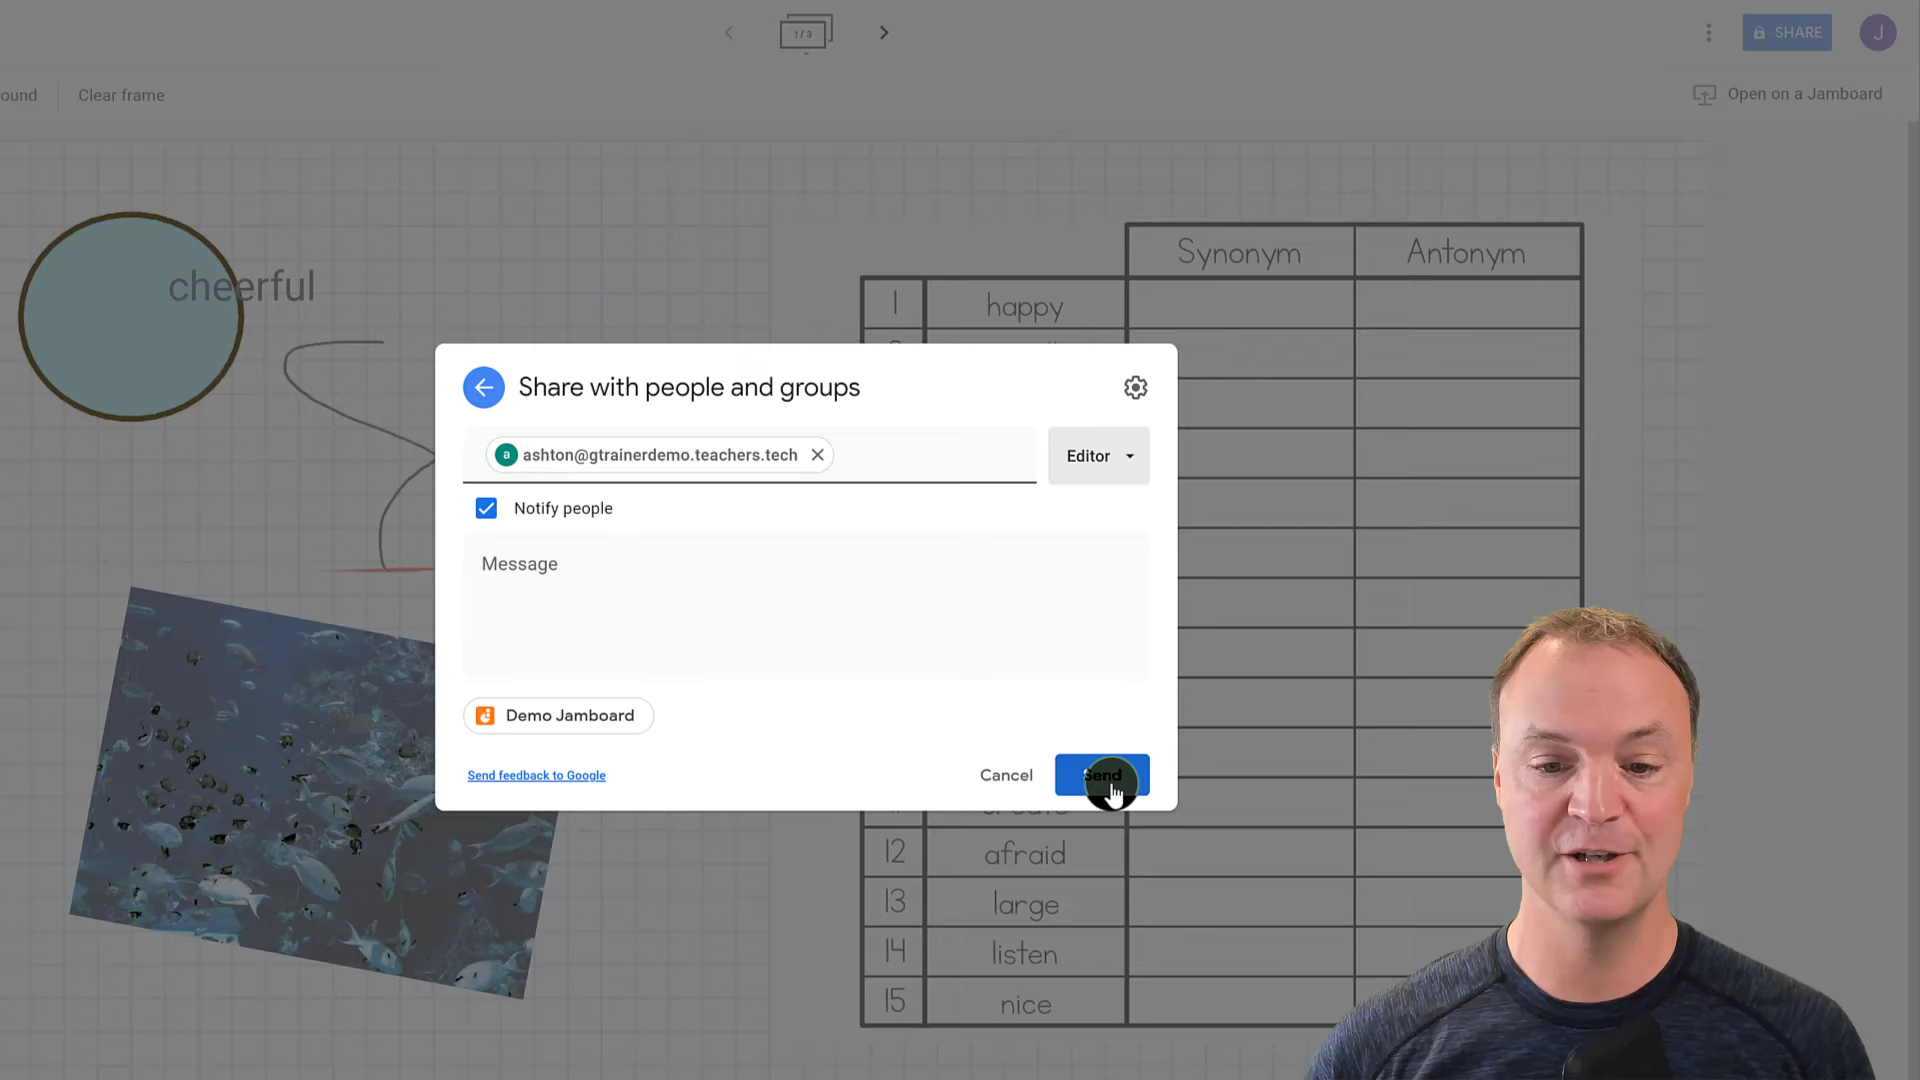 1/3
SHARE
J
ound
Clear frame
Open on a Jamboard
cheerful
Synonym
Antonym
1 happy
Share with people and groups
a ashton@gtrainerdemo.teachers.tech
Editor
Notify people
Message
Demo Jamboard
Send feedback to Google
Cancel
Send
12 afraid
13 large
14 listen
15 nice